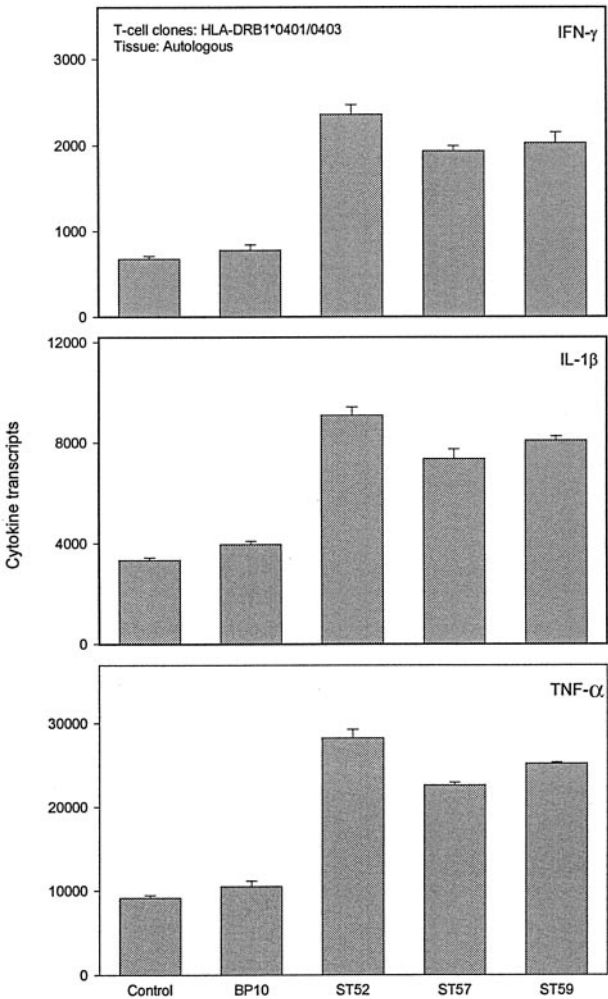 T-cell clones: HLA-DRB1*0401/0403
Tissue: Autologous
IFN-γ
3000
2000
1000
0
IL-1β
12000
8000
4000
0
Cytokine transcripts
TNF-α
30000
20000
10000
0
Control BP10 ST52 ST57 ST59